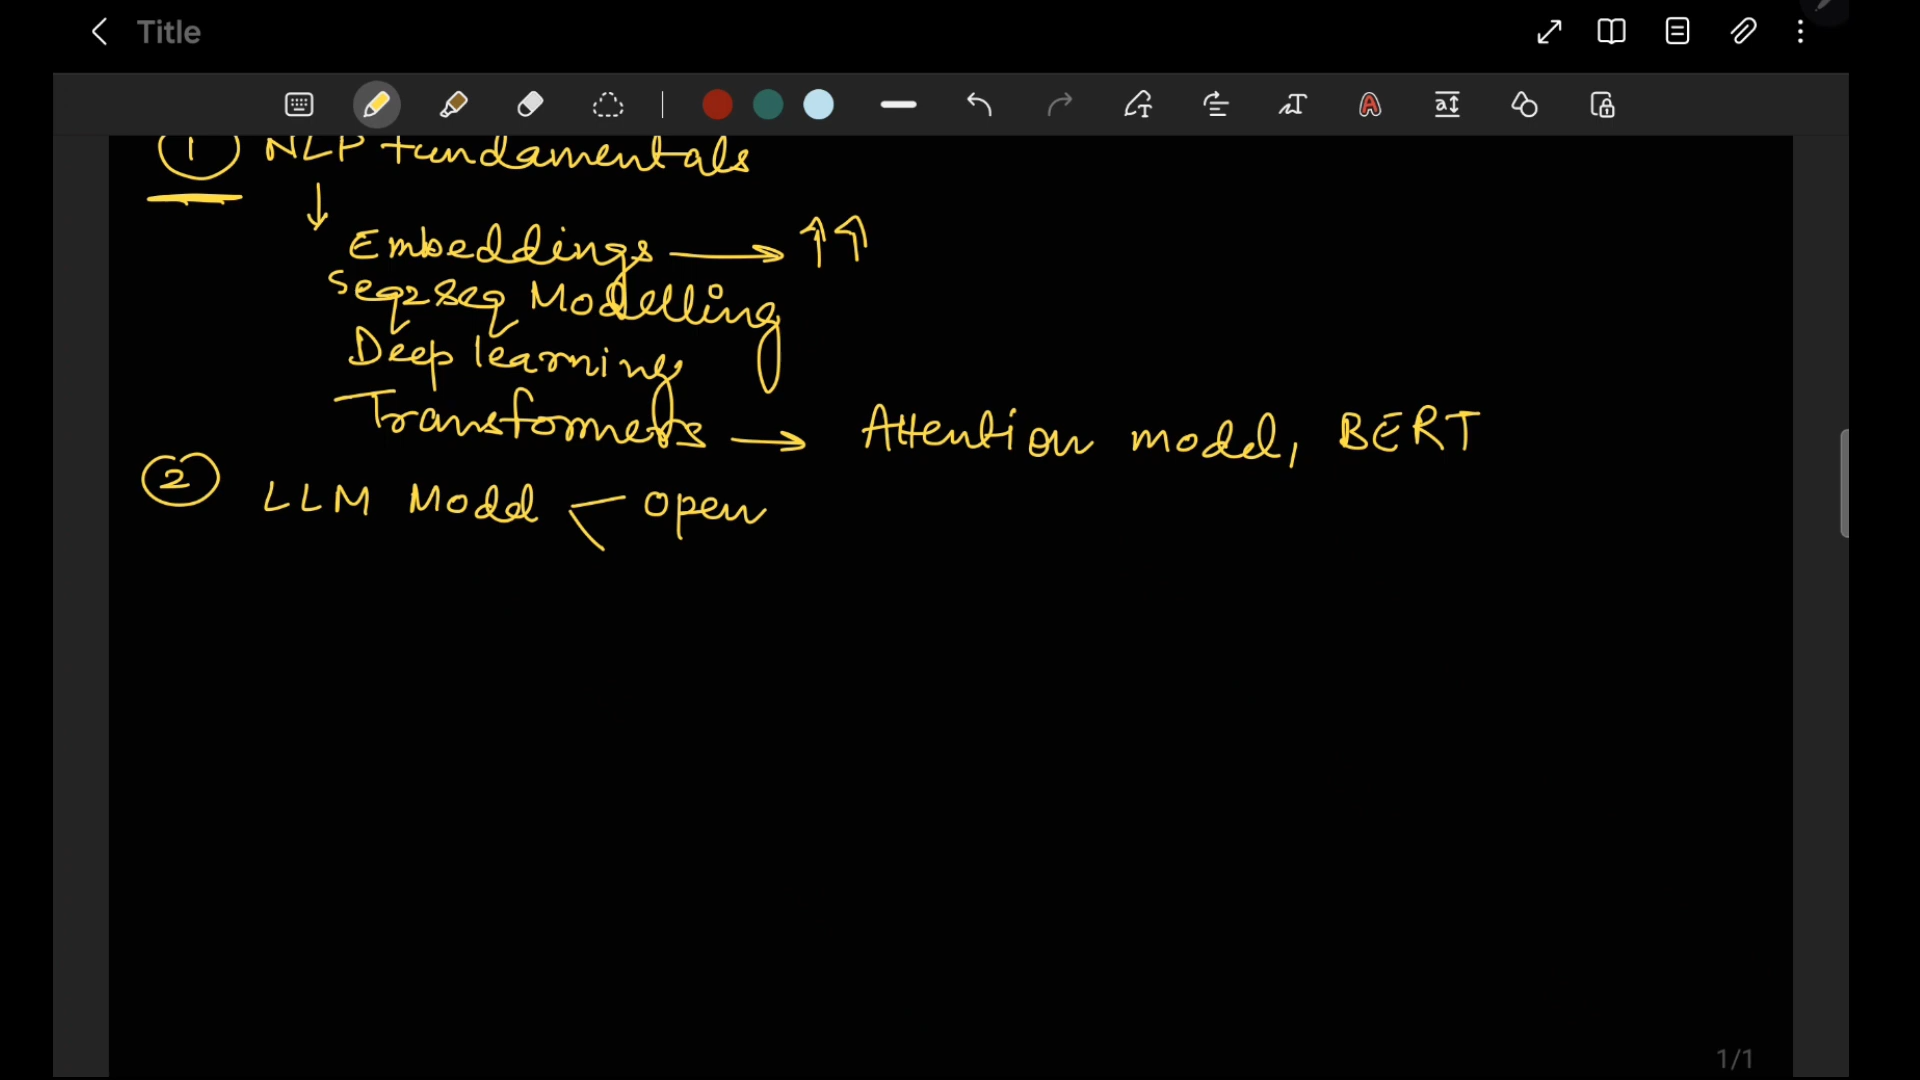 Title
1 NLP fundamentals
Embeddings
Seq2Seq Modelling
Deep learning
Transformers → Attention model, BERT
2 LLM Model open
1/1